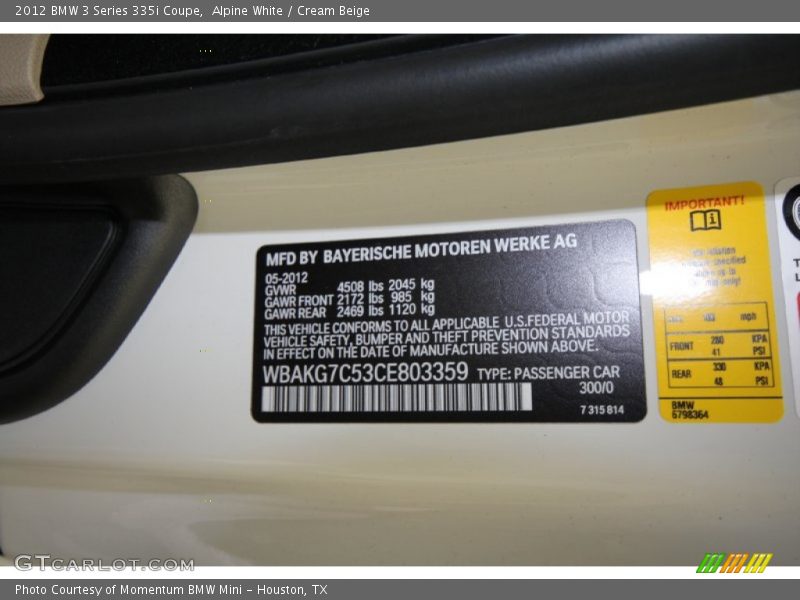 2012 BMW 3 Series 335i Coupe,  Alpine White / Cream Beige
MFD BY BAYERISCHE MOTOREN WERKE AG
05-2012
GVWR 4508 lbs 2045 kg
GAWR FRONT 2172 lbs 985 kg
GAWR REAR 2469 lbs 1120 kg
THIS VEHICLE CONFORMS TO ALL APPLICABLE U.S.FEDERAL MOTOR
VEHICLE SAFETY, BUMPER AND THEFT PREVENTION STANDARDS
IN EFFECT ON THE DATE OF MANUFACTURE SHOWN ABOVE.
WBAKG7C53CE803359 TYPE: PASSENGER CAR
300/0
7 315 814
IMPORTANT!
mph
FRONT 280 KPA
41 PSI
REAR 330 KPA
48 PSI
BMW
6798364
GTCARLOT.COM
Photo Courtesy of Momentum BMW Mini - Houston, TX